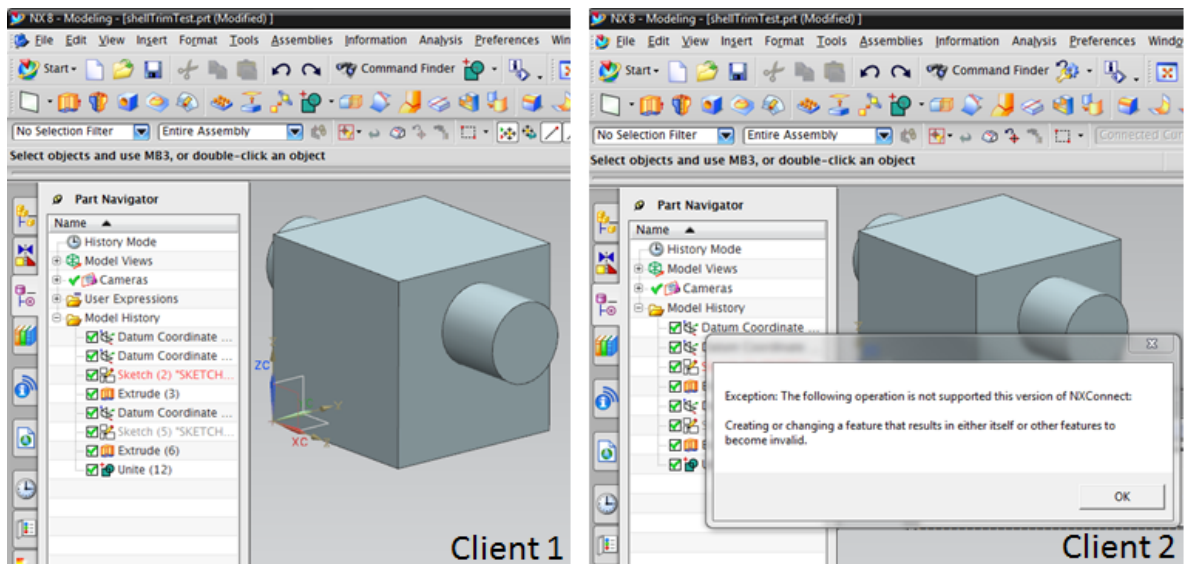 NX 8 - Modeling - [shellTrimTest.prt (Modified) ]
File Edit View Insert Format Tools Assemblies Information Analysis Preferences Win
Start Command Finder
No Selection Filter Entire Assembly
Select objects and use MB3, or double-click an object
Part Navigator
Name
History Mode
Model Views
Cameras
User Expressions
Model History
Datum Coordinate ...
Datum Coordinate ...
Sketch (2) "SKETCH...
Extrude (3)
Datum Coordinate ...
Sketch (5) "SKETCH...
Extrude (6)
Unite (12)
ZC
Y
XC X
Client 1
NX 8 - Modeling - [shellTrimTest.prt (Modified) ]
File Edit View Insert Format Tools Assemblies Information Analysis Preferences Windo
Start Command Finder
No Selection Filter Entire Assembly Connected Cur
Select objects and use MB3, or double-click an object
Part Navigator
Name
History Mode
Model Views
Cameras
Model History
Datum Coordinate ...
Exception: The following operation is not supported this version of NXConnect:
Creating or changing a feature that results in either itself or other features to
become invalid.
OK
Client 2